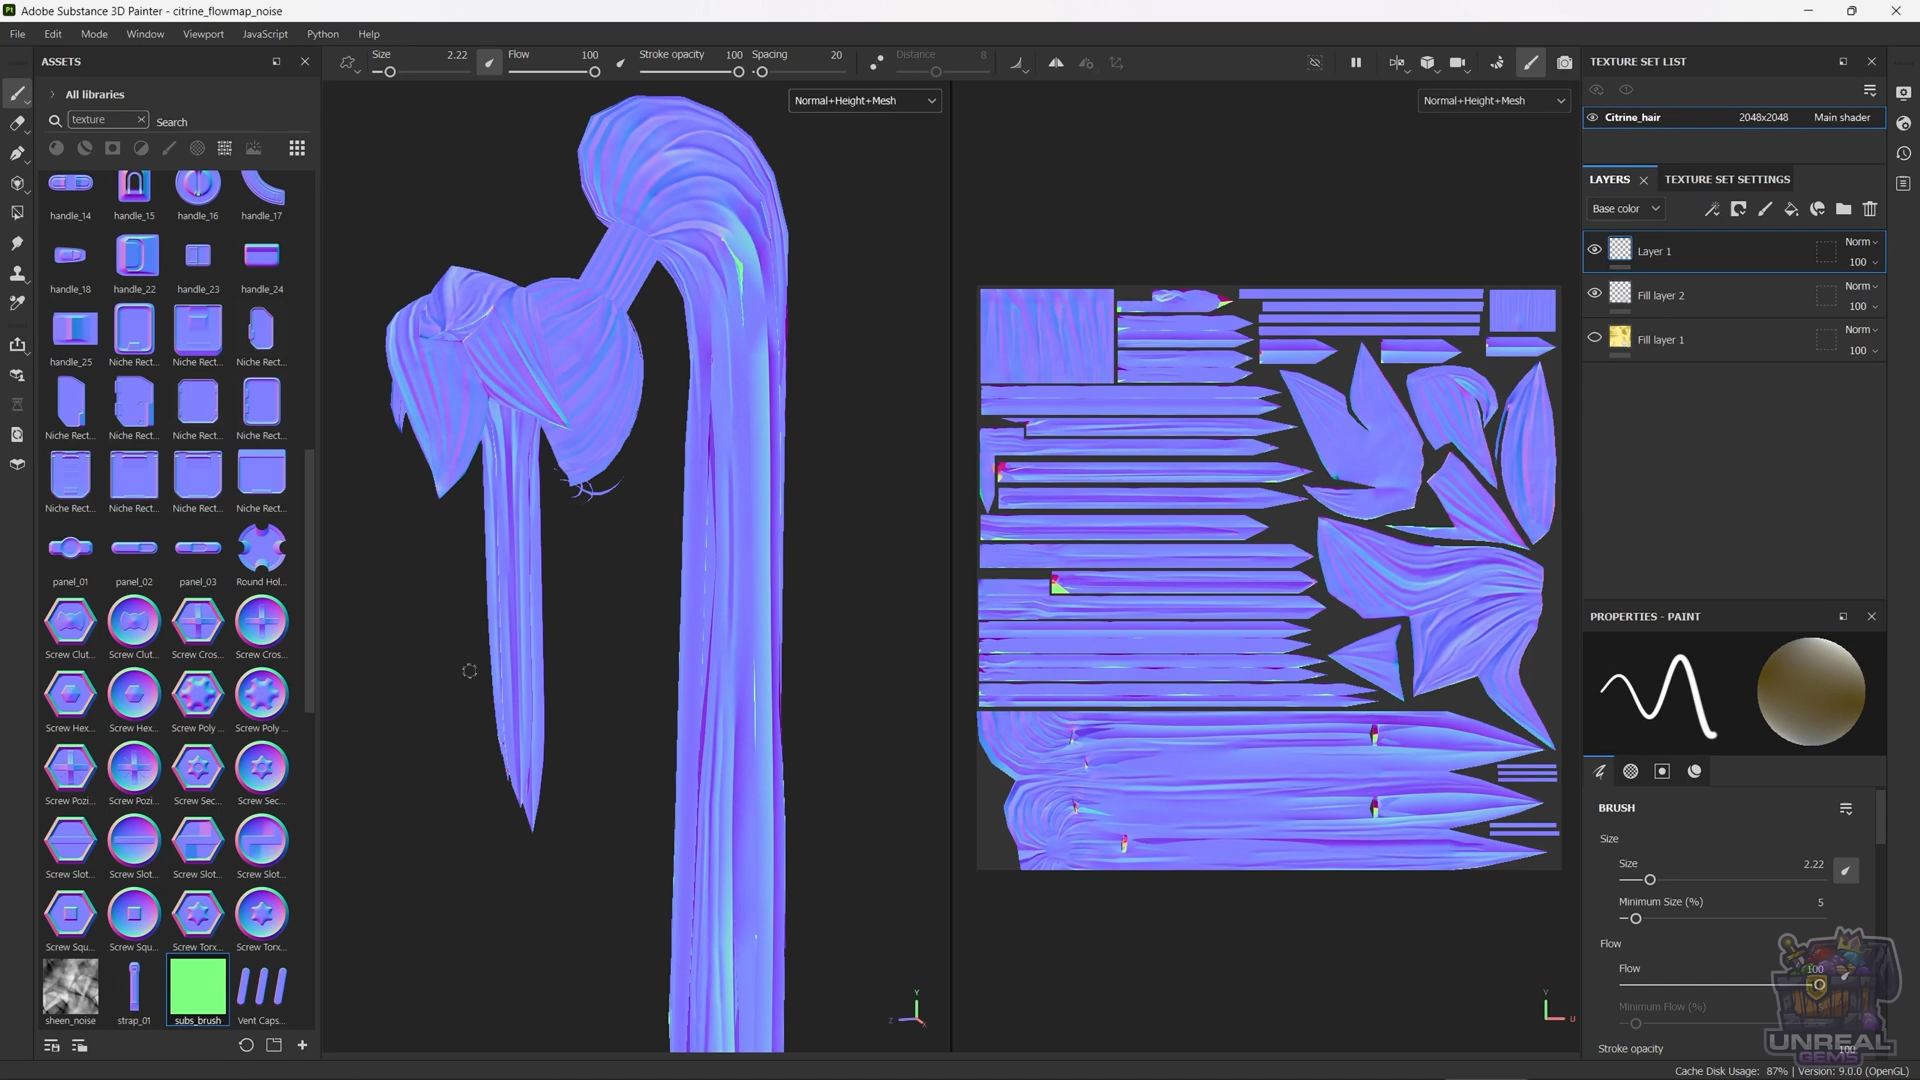 Adobe Substance 3D Painter - citrine_flowmap_noise
File Edit Mode Window Viewport JavaScript Python Help
ASSETS
Size 2.22 Flow 100 Stroke opacity 100 Spacing 20 Distance 8
All libraries
texture Search
handle_14 handle_15 handle_16 handle_17
handle_18 handle_22 handle_23 handle_24
handle_25 Niche Rect... Niche Rect... Niche Rect...
Niche Rect... Niche Rect... Niche Rect... Niche Rect...
Niche Rect... Niche Rect... Niche Rect... Niche Rect...
panel_01 panel_02 panel_03 Round Hol...
Screw Clut... Screw Clut... Screw Cros... Screw Cros...
Screw Hex... Screw Hex... Screw Poly ... Screw Poly ...
Screw Pozi... Screw Pozi... Screw Sec... Screw Sec...
Screw Slot... Screw Slot... Screw Slot... Screw Slot...
Screw Squ... Screw Squ... Screw Torx... Screw Torx...
sheen_noise strap_01 subs_brush Vent Caps...
Normal+Height+Mesh
Y
Z X
Normal+Height+Mesh
V
U
TEXTURE SET LIST
Citrine_hair 2048x2048 Main shader
LAYERS TEXTURE SET SETTINGS
Base color
Layer 1 Norm
100
Fill layer 2 Norm
100
Fill layer 1 Norm
100
PROPERTIES - PAINT
BRUSH
Size
Size 2.22
Minimum Size (%) 5
Flow
Flow 100
Minimum Flow (%)
Stroke opacity 100
UNREAL
GEMS
Cache Disk Usage: 87% | Version: 9.0.0 (OpenGL)